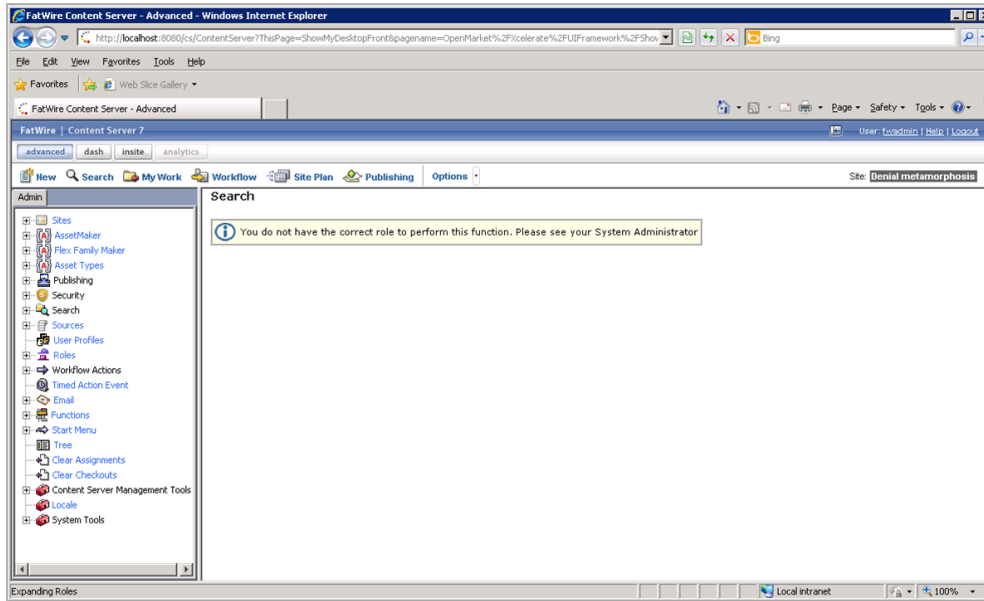 FatWire Content Server - Advanced - Windows Internet Explorer
http://localhost:8080/cs/ContentServer?ThisPage=ShowMyDesktopFront&pagename=OpenMarket%2FXcelerate%2FUIFramework%2FShow
Bing
File Edit View Favorites Tools Help
Favorites Web Slice Gallery
FatWire Content Server - Advanced
Page Safety Tools
FatWire | Content Server 7
User: fwadmin | Help | Logout
advanced dash insite analytics
New Search My Work Workflow Site Plan Publishing Options
Site: Denial metamorphosis
Admin
Search
You do not have the correct role to perform this function. Please see your System Administrator
Sites
AssetMaker
Flex Family Maker
Asset Types
Publishing
Security
Search
Sources
User Profiles
Roles
Workflow Actions
Timed Action Event
Email
Functions
Start Menu
Tree
Clear Assignments
Clear Checkouts
Content Server Management Tools
Locale
System Tools
Expanding Roles
Local intranet
100%